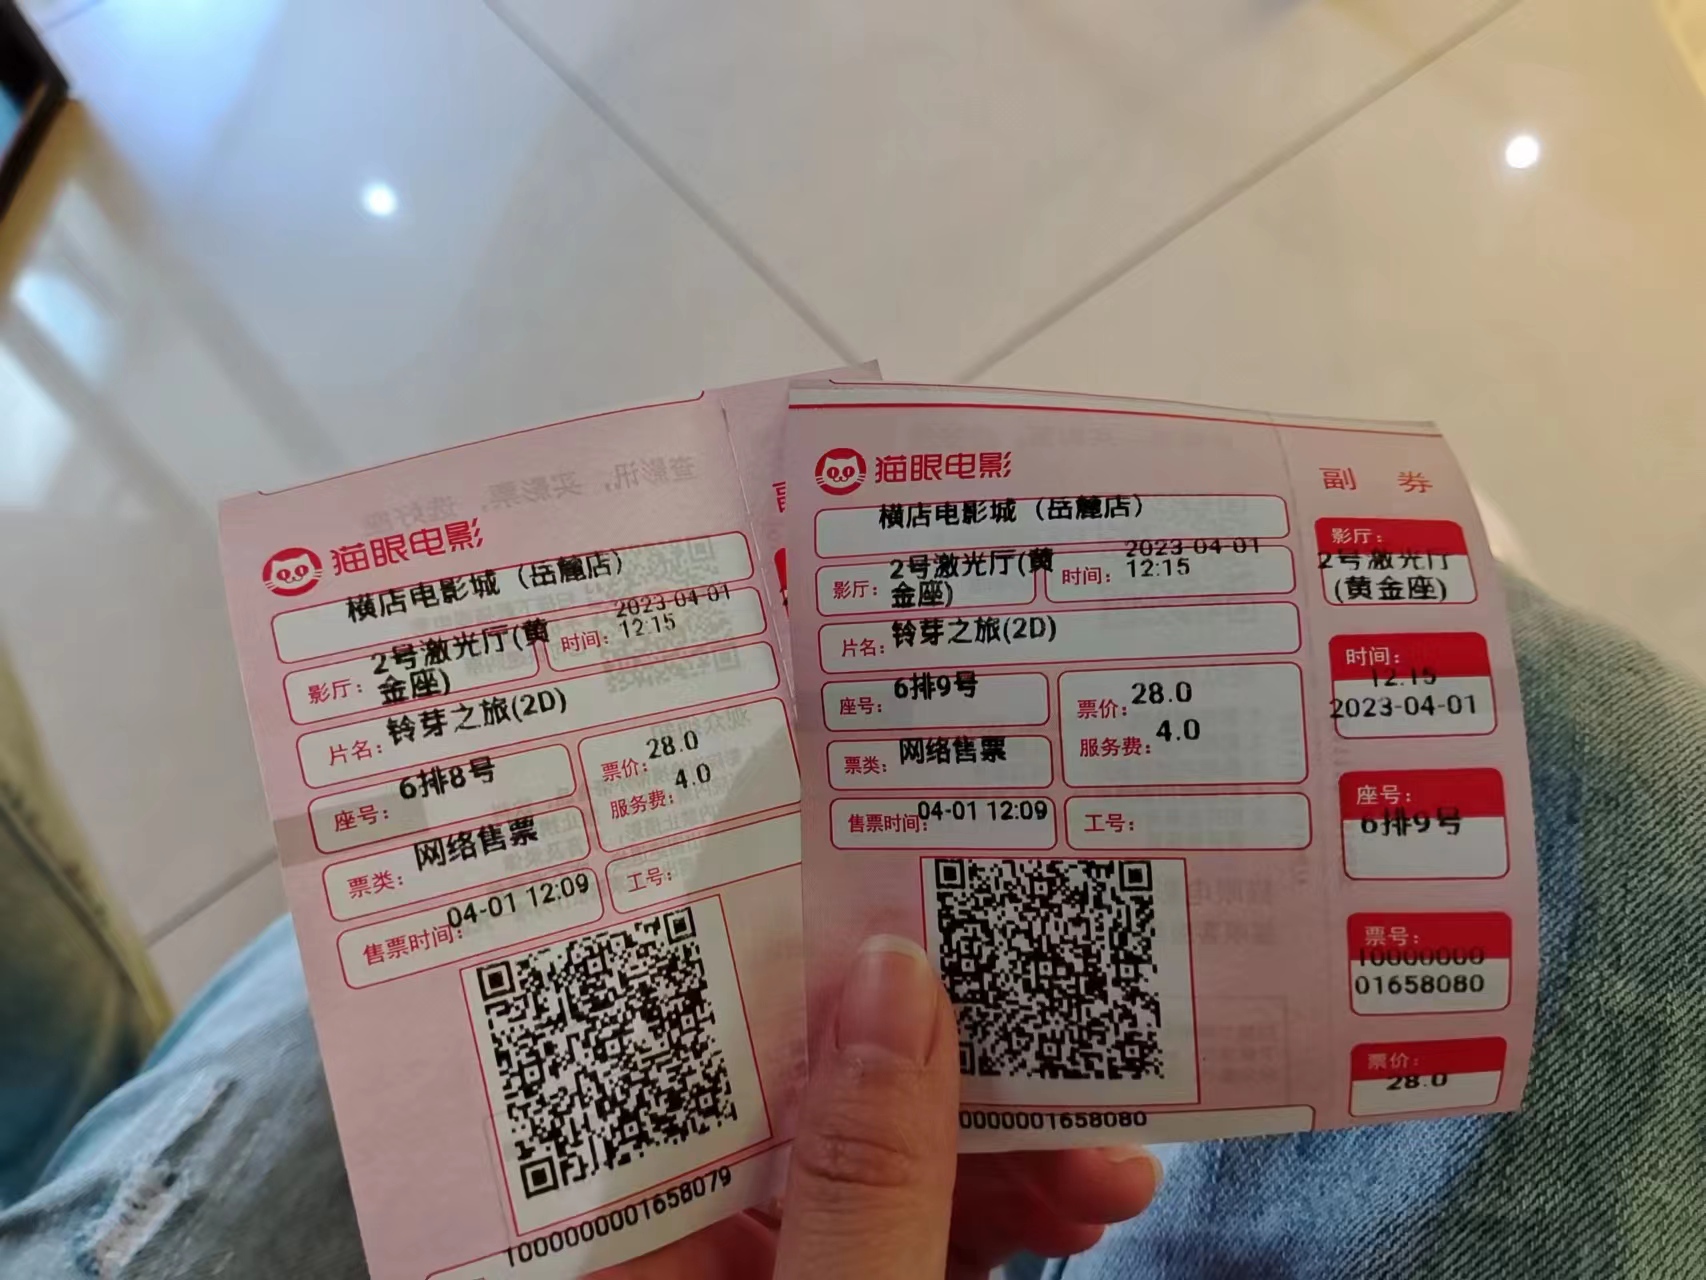 猫眼电影
横店电影城（岳麓店）
影厅：
2号激光厅(黄
金座)
时间：
2023-04-01
12:15
片名：
铃芽之旅(2D)
座号：
6排8号
票价：
28.0
服务费：
4.0
票类：
网络售票
售票时间：
04-01 12:09
工号：
1000000001658079
猫眼电影
横店电影城（岳麓店）
影厅：
2号激光厅(黄
金座)
时间：
2023-04-01
12:15
片名：
铃芽之旅(2D)
座号：
6排9号
票价：
28.0
服务费：
4.0
票类：
网络售票
售票时间：
04-01 12:09
工号：
0000001658080
副 券
影厅：
2号激光厅
(黄金座)
时间：
12:15
2023-04-01
座号：
6排9号
票号：
10000000
01658080
票价：
28.0